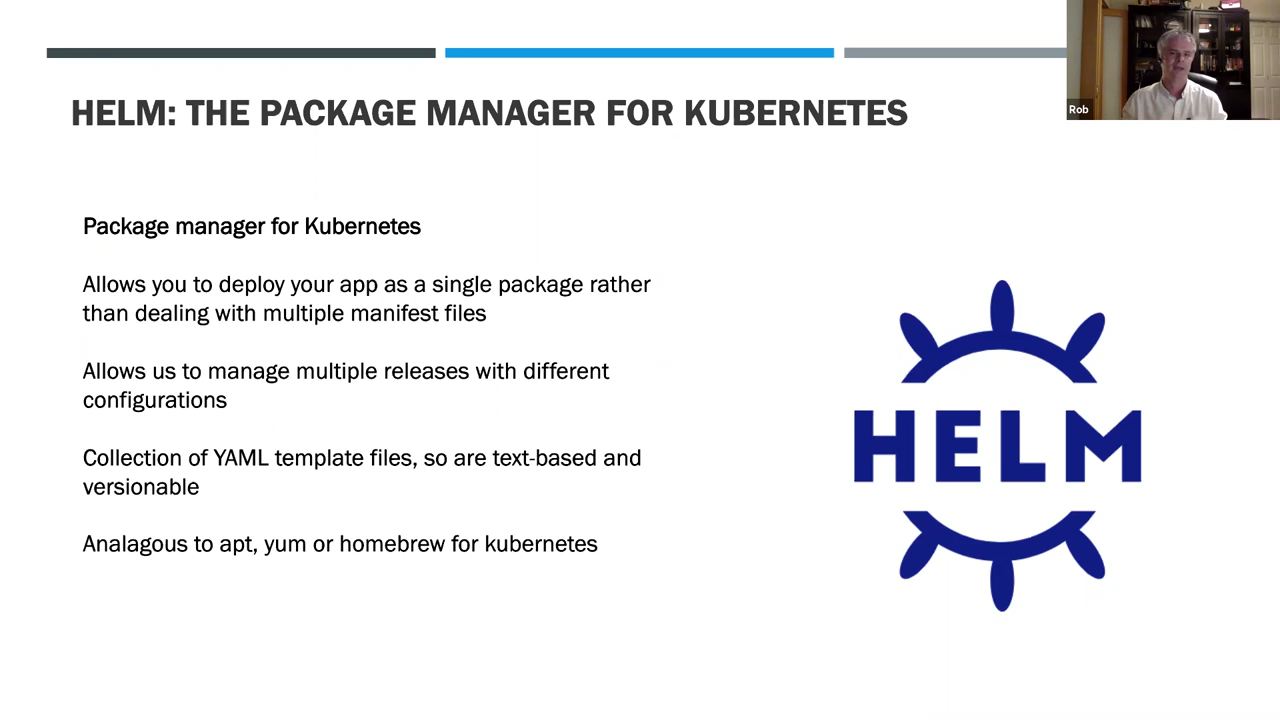 Rob
HELM: THE PACKAGE MANAGER FOR KUBERNETES
Package manager for Kubernetes
Allows you to deploy your app as a single package rather
than dealing with multiple manifest files
Allows us to manage multiple releases with different
configurations
Collection of YAML template files, so are text-based and
versionable
Analagous to apt, yum or homebrew for kubernetes
HELM